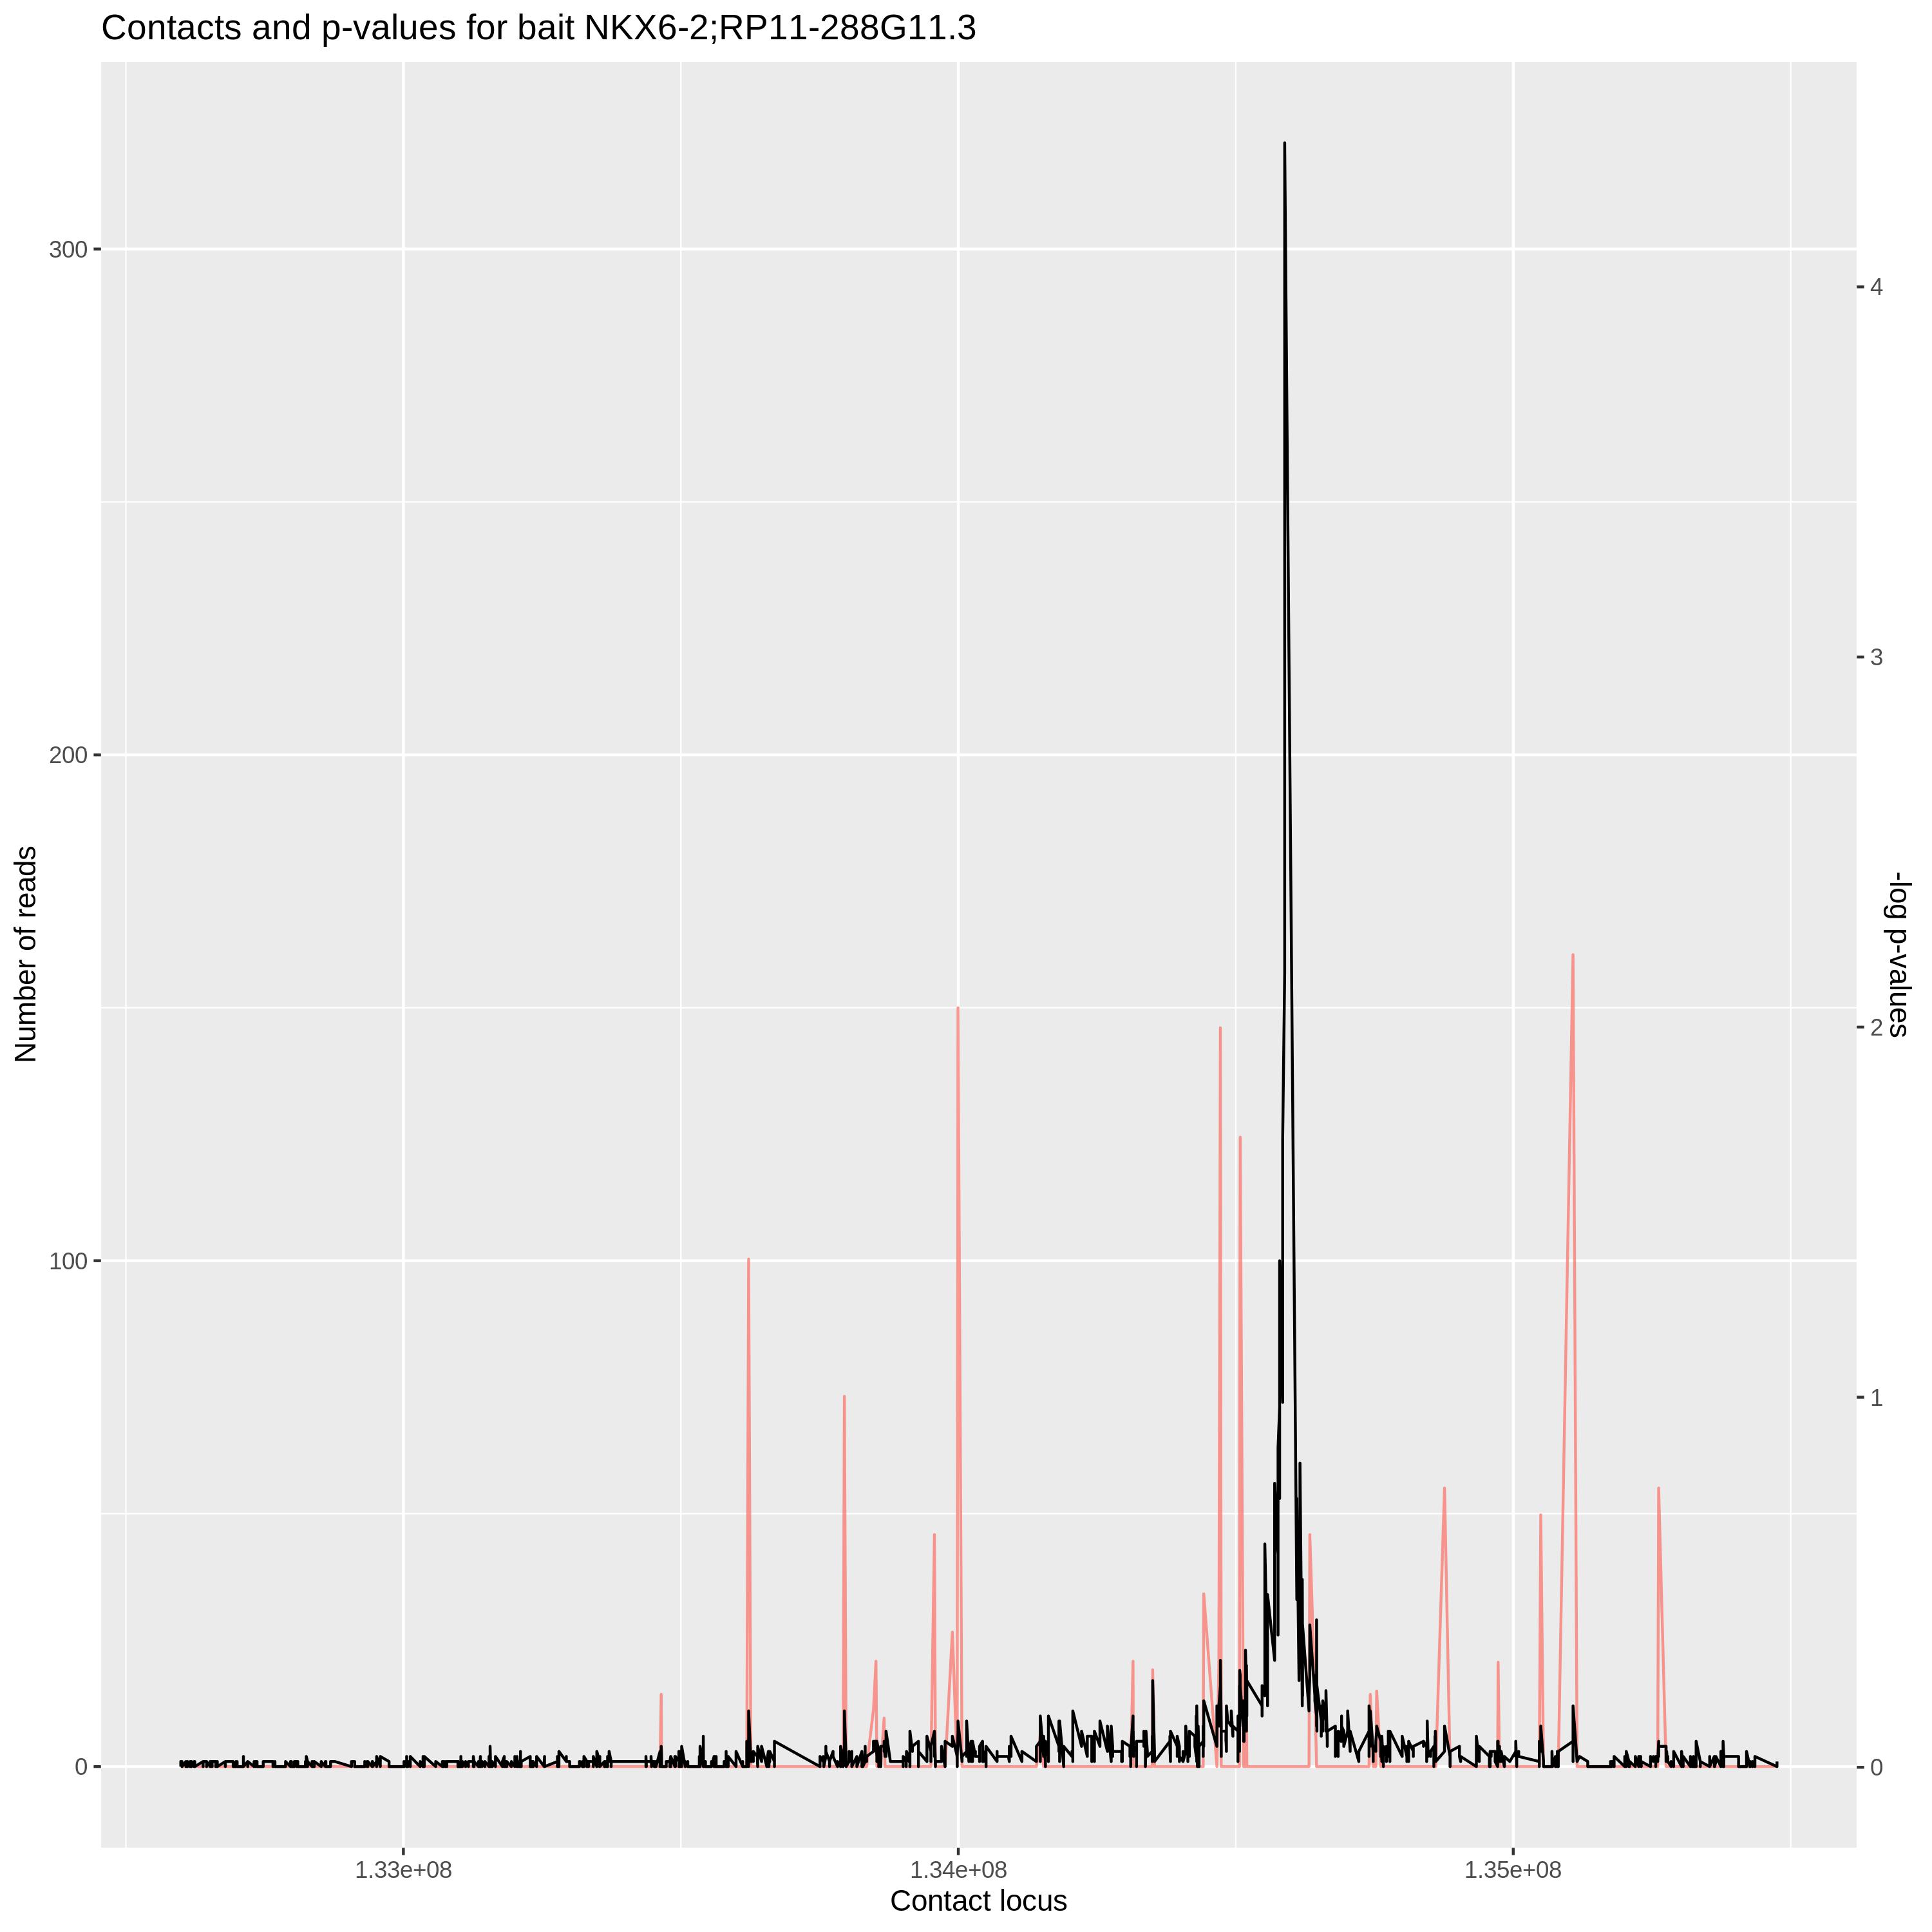 Contacts and p-values for bait NKX6-2;RP11-288G11.3
300
200
100
0
Number of reads
4
3
2
1
0
-log p-values
1.33e+08
1.34e+08
1.35e+08
Contact locus